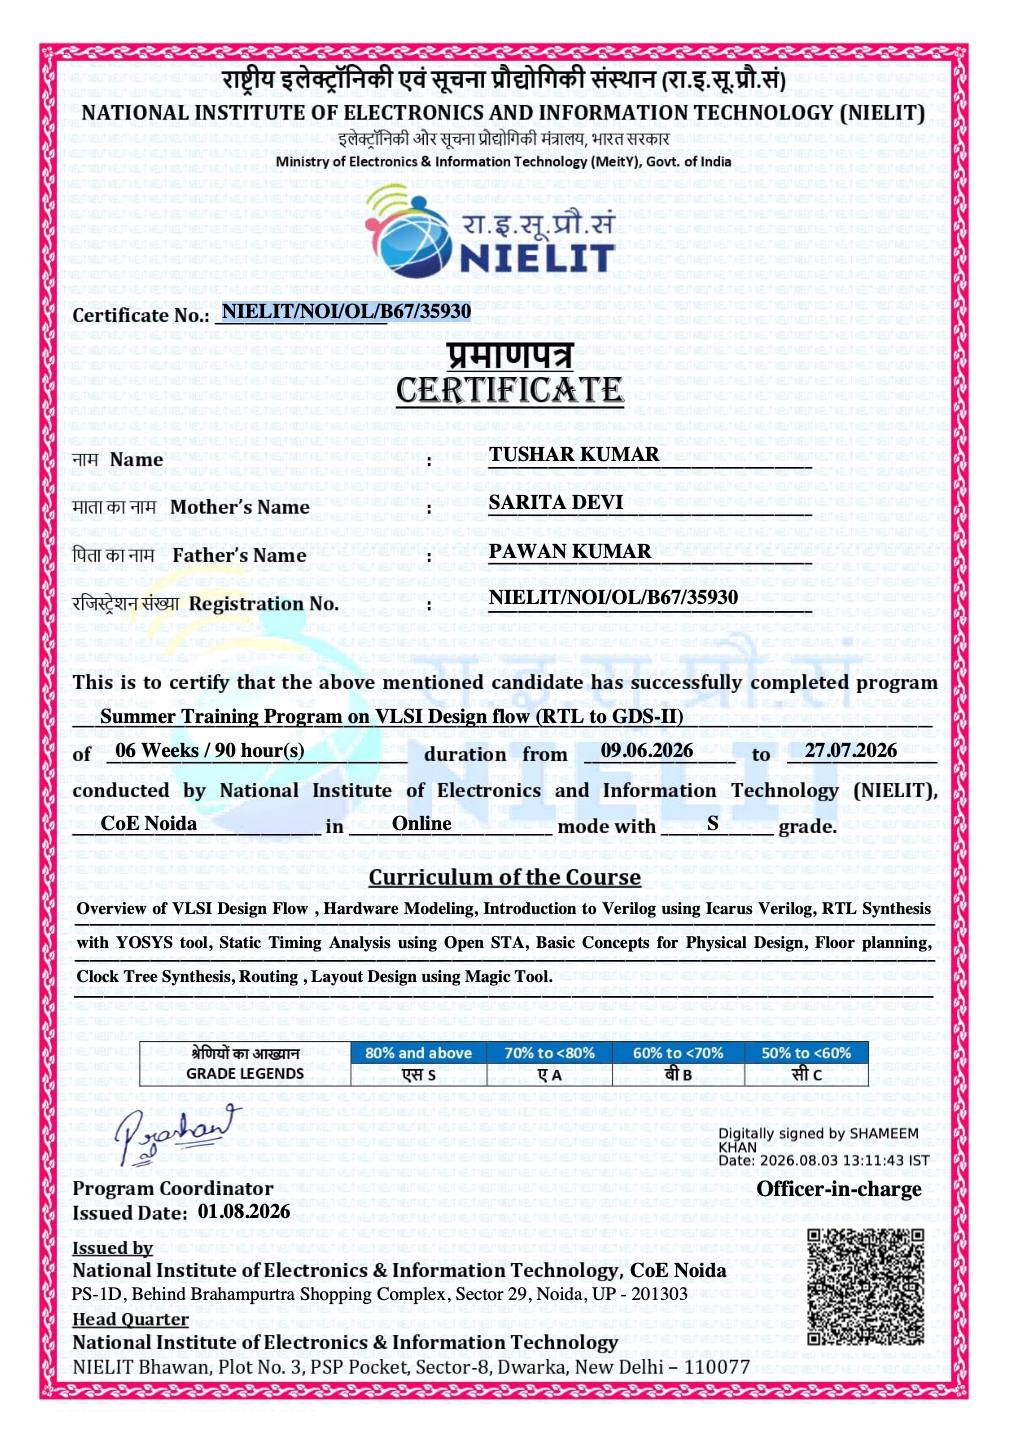 राष्ट्रीय इलेक्ट्रॉनिकी एवं सूचना प्रौद्योगिकी संस्थान (रा.इ.सू.प्रौ.सं)
NATIONAL INSTITUTE OF ELECTRONICS AND INFORMATION TECHNOLOGY (NIELIT)
इलेक्ट्रॉनिकी और सूचना प्रौद्योगिकी मंत्रालय, भारत सरकार
Ministry of Electronics & Information Technology (MeitY), Govt. of India
रा.इ.सू.प्रौ.सं
NIELIT
Certificate No.: NIELIT/NOI/OL/B67/35930
प्रमाणपत्र
CERTIFICATE
नाम Name : TUSHAR KUMAR
माता का नाम Mother’s Name : SARITA DEVI
पिता का नाम Father’s Name : PAWAN KUMAR
रजिस्ट्रेशन संख्या Registration No. : NIELIT/NOI/OL/B67/35930
This is to certify that the above mentioned candidate has successfully completed program
Summer Training Program on VLSI Design flow (RTL to GDS-II)
of 06 Weeks / 90 hour(s) duration from 09.06.2026 to 27.07.2026
conducted by National Institute of Electronics and Information Technology (NIELIT),
CoE Noida in Online mode with S grade.
Curriculum of the Course
Overview of VLSI Design Flow , Hardware Modeling, Introduction to Verilog using Icarus Verilog, RTL Synthesis
with YOSYS tool, Static Timing Analysis using Open STA, Basic Concepts for Physical Design, Floor planning,
Clock Tree Synthesis, Routing , Layout Design using Magic Tool.
श्रेणियों का आख्यान 80% and above 70% to <80% 60% to <70% 50% to <60%
GRADE LEGENDS एस S ए A बी B सी C
Prashant
Digitally signed by SHAMEEM
KHAN
Date: 2026.08.03 13:11:43 IST
Program Coordinator Officer-in-charge
Issued Date: 01.08.2026
Issued by
National Institute of Electronics & Information Technology, CoE Noida
PS-1D, Behind Brahampurtra Shopping Complex, Sector 29, Noida, UP - 201303
Head Quarter
National Institute of Electronics & Information Technology
NIELIT Bhawan, Plot No. 3, PSP Pocket, Sector-8, Dwarka, New Delhi – 110077